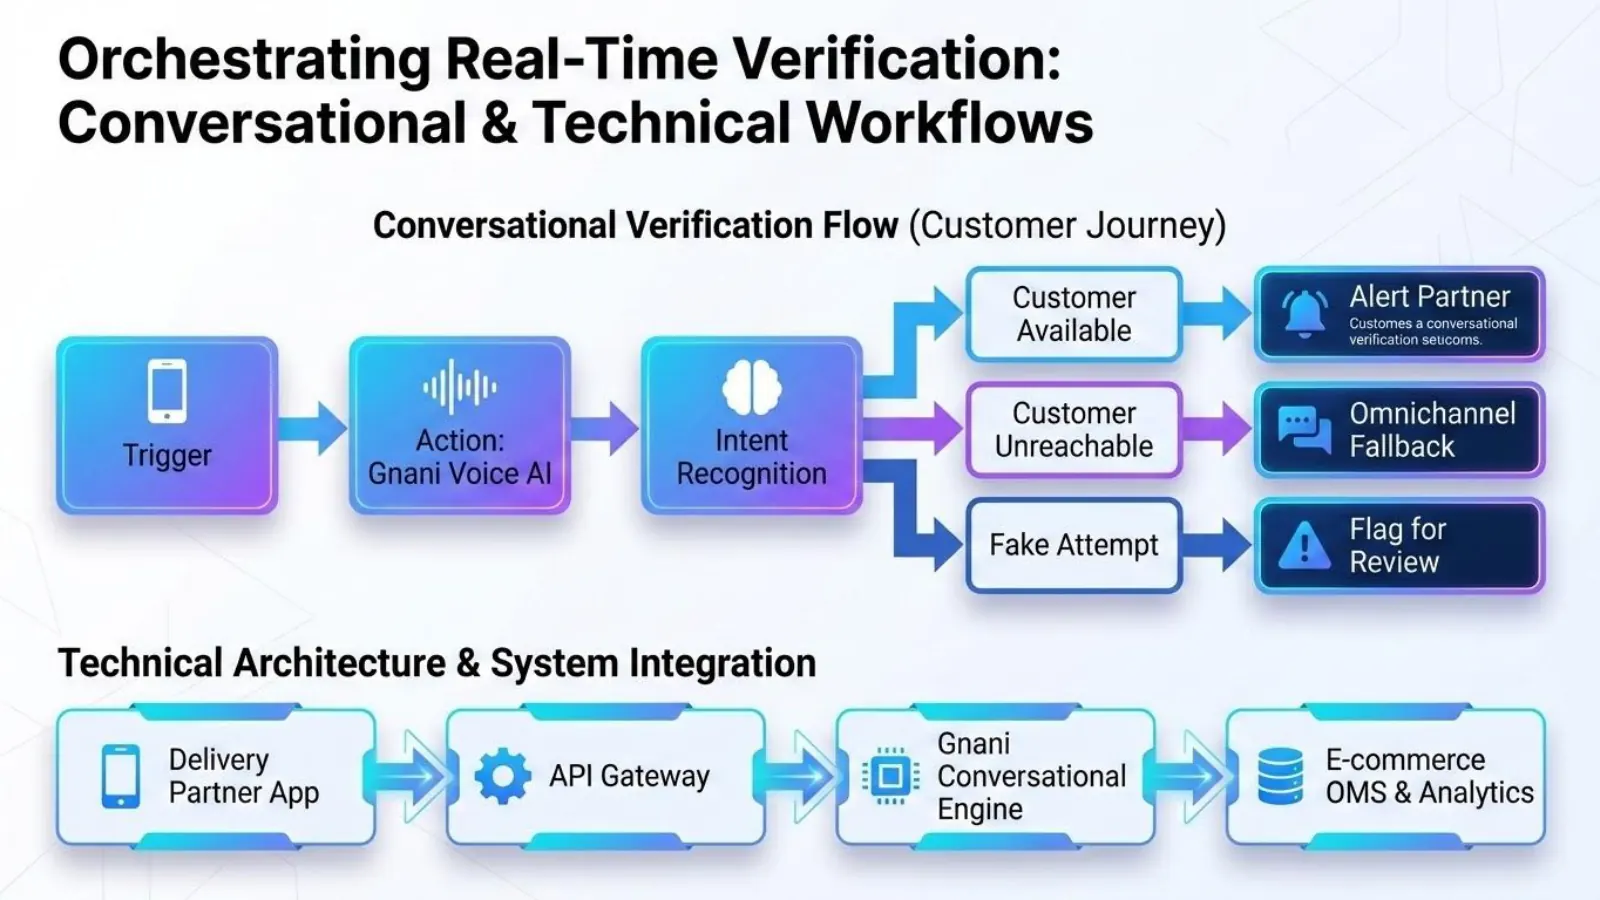 Orchestrating Real-Time Verification:
Conversational & Technical Workflows
Conversational Verification Flow (Customer Journey)
Trigger
Action:
Gnani Voice AI
Intent
Recognition
Customer
Available
Alert Partner
Customes a conversational
verification seucoms.
Customer
Unreachable
Omnichannel
Fallback
Fake Attempt
Flag for
Review
Technical Architecture & System Integration
Delivery
Partner App
API Gateway
Gnani
Conversational
Engine
E-commerce
OMS & Analytics